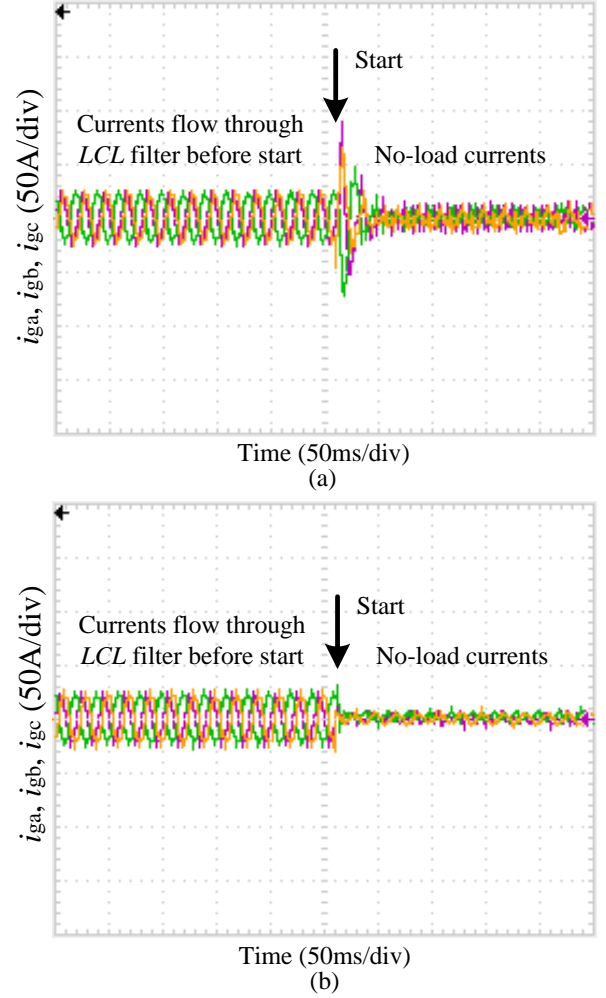 Start
Currents flow through
LCL filter before start
No-load currents
iga, igb, igc (50A/div)
Time (50ms/div)
(a)
Start
Currents flow through
LCL filter before start
No-load currents
iga, igb, igc (50A/div)
Time (50ms/div)
(b)